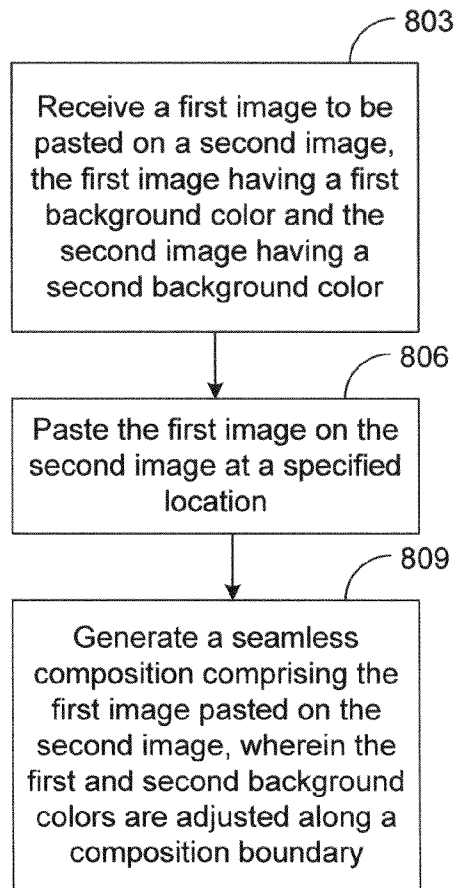 803
Receive a first image to be
pasted on a second image,
the first image having a first
background color and the
second image having a
second background color
806
Paste the first image on the
second image at a specified
location
809
Generate a seamless
composition comprising the
first image pasted on the
second image, wherein the
first and second background
colors are adjusted along a
composition boundary